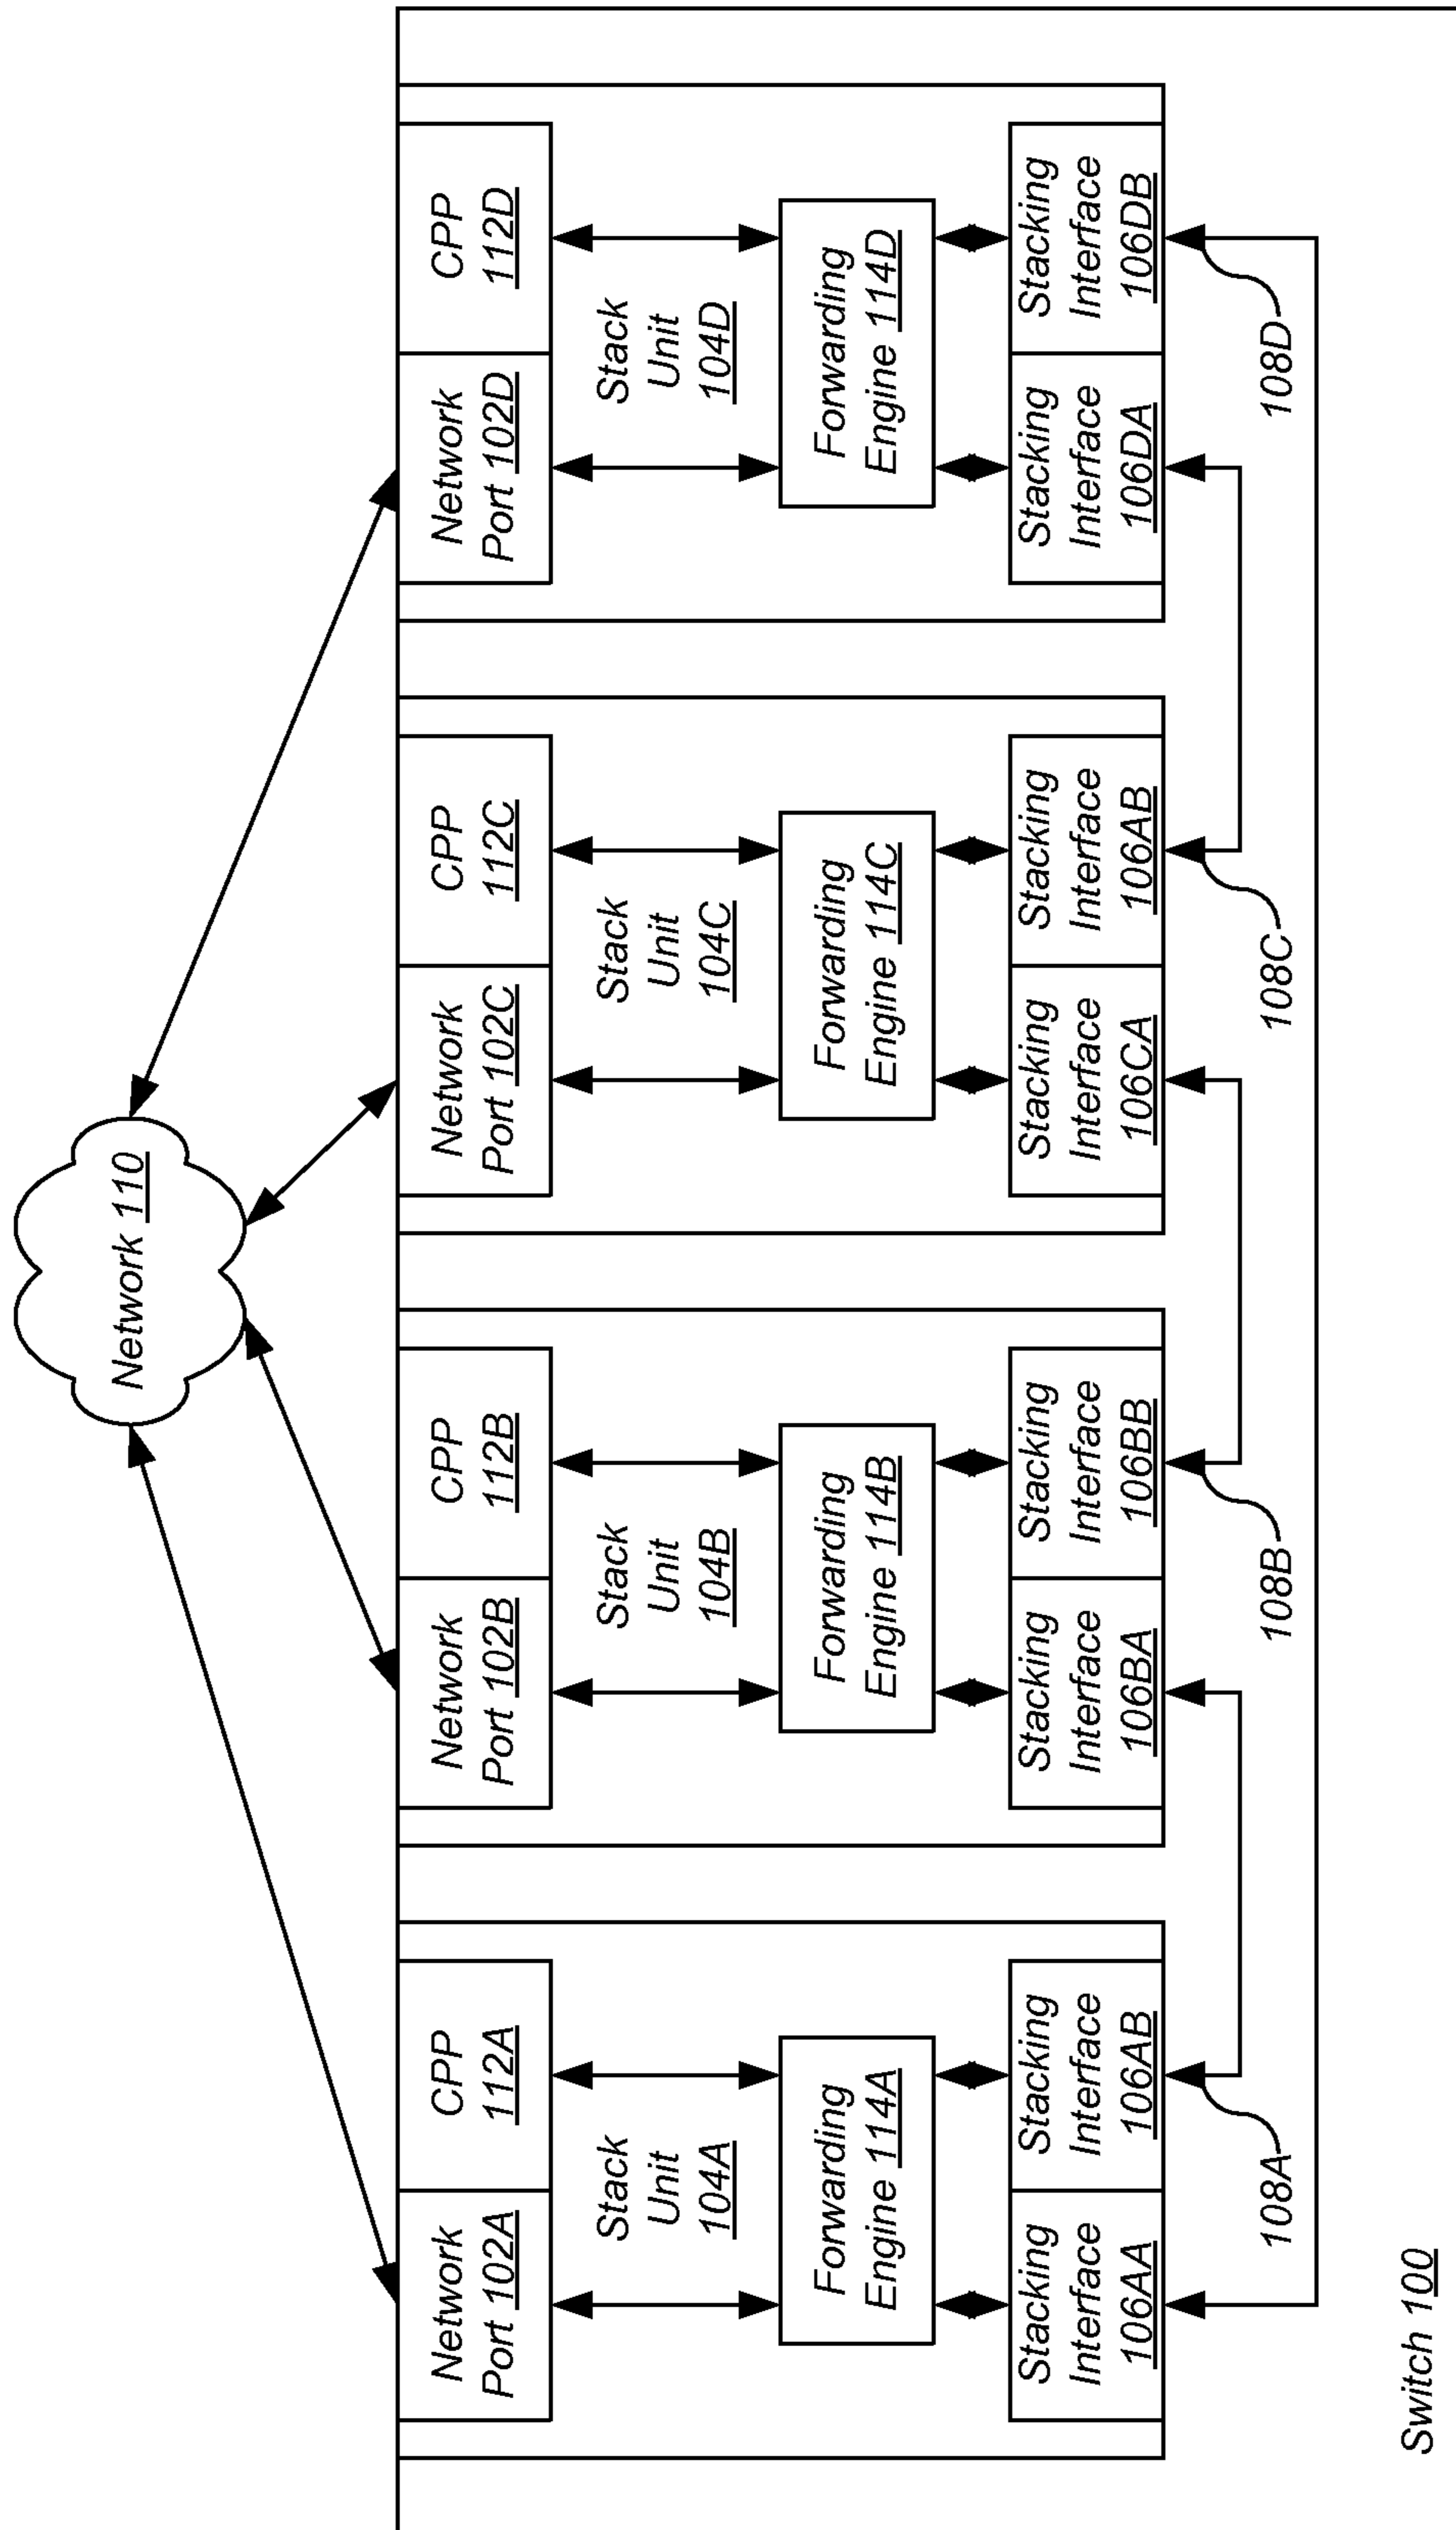 Network 110
Network
Port 102A
CPP
112A
Network
Port 102B
CPP
112B
Network
Port 102C
CPP
112C
Network
Port 102D
CPP
112D
Stack
Unit
104A
Stack
Unit
104B
Stack
Unit
104C
Stack
Unit
104D
Forwarding
Engine 114A
Forwarding
Engine 114B
Forwarding
Engine 114C
Forwarding
Engine 114D
Stacking
Interface
106AA
Stacking
Interface
106AB
Stacking
Interface
106BA
Stacking
Interface
106BB
Stacking
Interface
106CA
Stacking
Interface
106AB
Stacking
Interface
106DA
Stacking
Interface
106DB
108A
108B
108C
108D
Switch 100